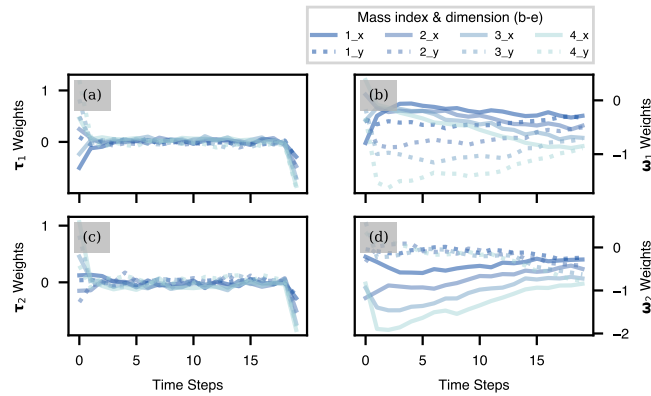 Mass index & dimension (b-e)
1_x 2_x 3_x 4_x
1_y 2_y 3_y 4_y
(a)
1
0
τ₁ Weights
(b)
0
−1
Weights
(c)
1
0
τ₂ Weights
(d)
0
−1
−2
Weights
0 5 10 15
0 5 10 15
Time Steps
Time Steps